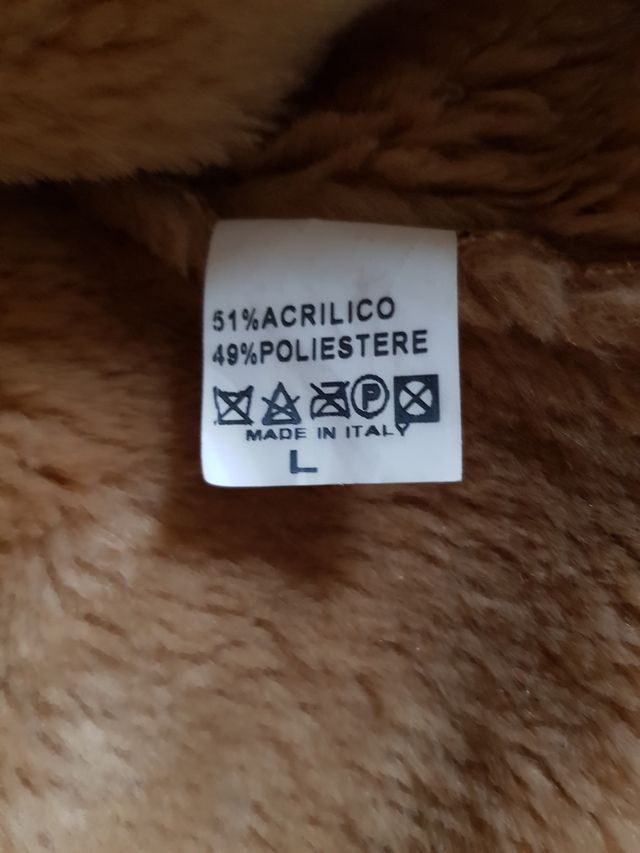 51%ACRILICO
49%POLIESTERE
P
MADE IN ITALY
L